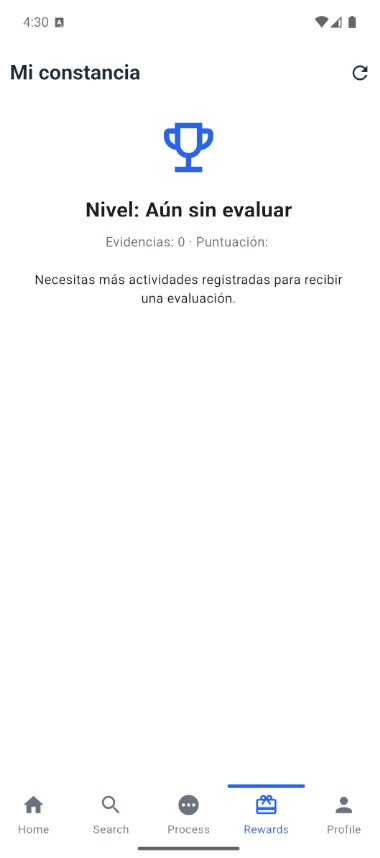 4:30
Mi constancia
Nivel: Aún sin evaluar
Evidencias: 0 · Puntuación:
Necesitas más actividades registradas para recibir
una evaluación.
Home
Search
Process
Rewards
Profile